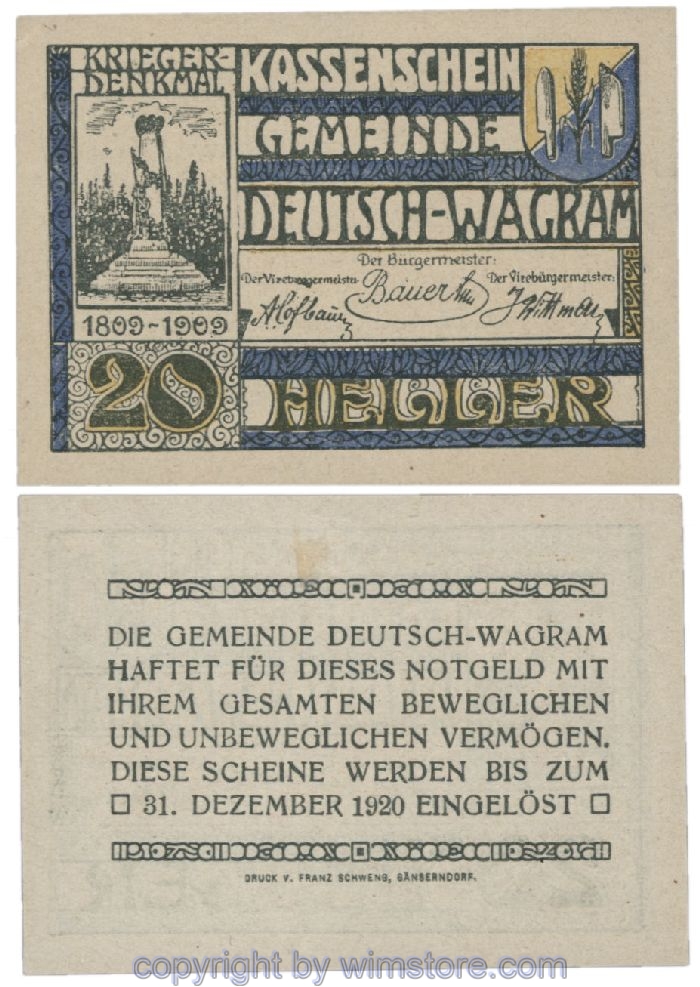 KRIEGER-
DENKMAL
1809-1909
20
KASSENSCHEIN
GEMEINDE
DEUTSCH-WAGRAM
Der Bürgermeister:
Der Vizebürgermeister: Der Vizebürgermeister:
A Hofbauer Bauer J Wittmann
HELLER
DIE GEMEINDE DEUTSCH-WAGRAM
HAFTET FÜR DIESES NOTGELD MIT
IHREM GESAMTEN BEWEGLICHEN
UND UNBEWEGLICHEN VERMÖGEN.
DIESE SCHEINE WERDEN BIS ZUM
31. DEZEMBER 1920 EINGELÖST
DRUCK V. FRANZ SCHWENG, GÄNSERNDORF.
copyright by wimstore.com